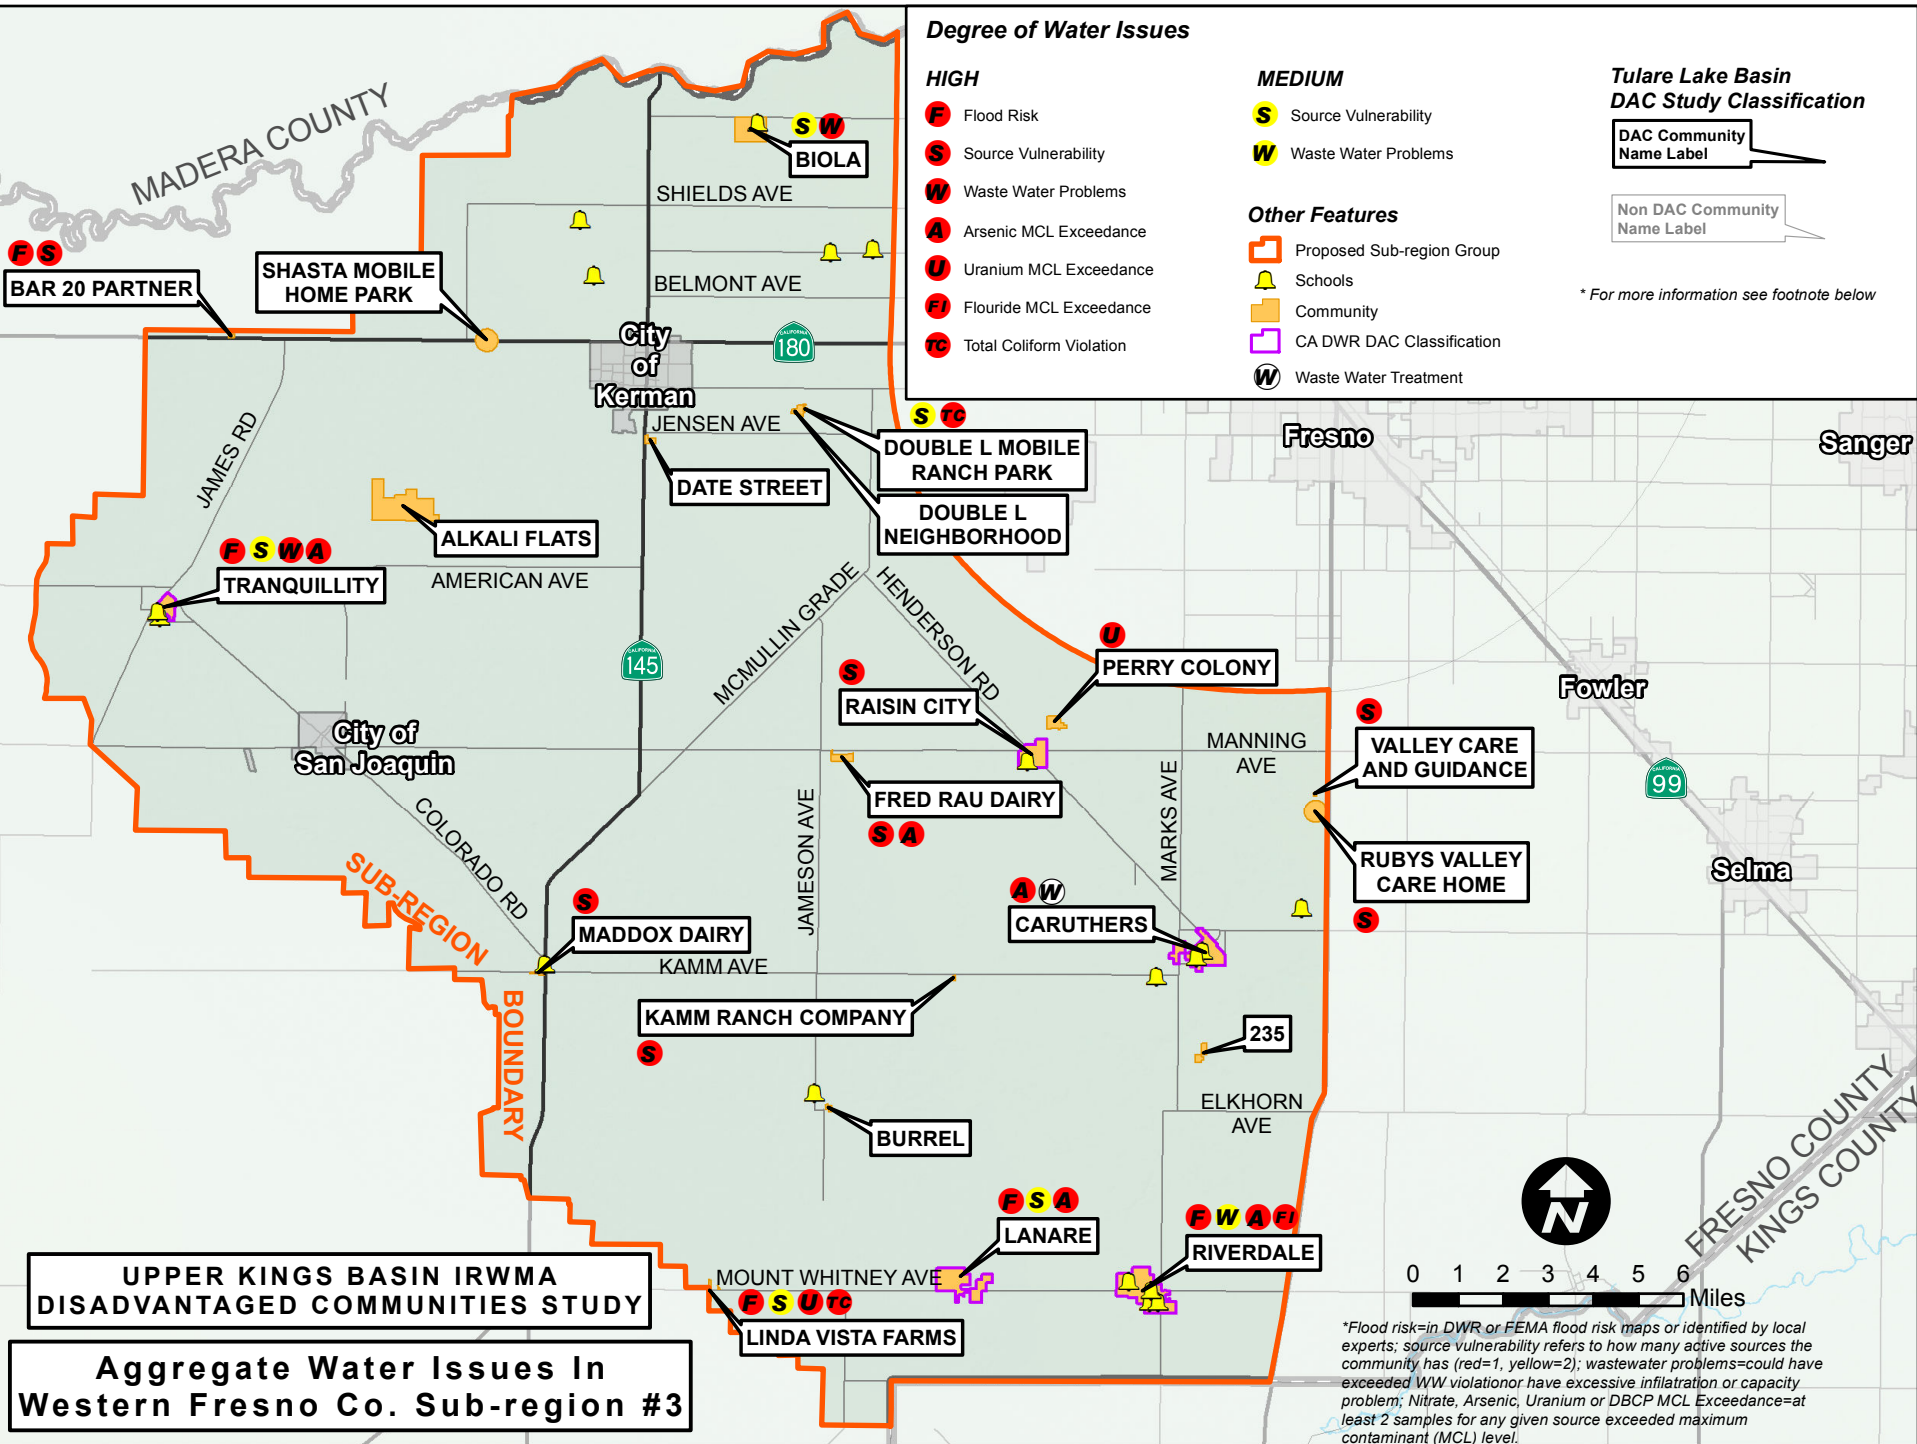 Degree of Water Issues
HIGH
F Flood Risk
S Source Vulnerability
W Waste Water Problems
A Arsenic MCL Exceedance
U Uranium MCL Exceedance
Fl Flouride MCL Exceedance
TC Total Coliform Violation
MEDIUM
S Source Vulnerability
W Waste Water Problems
Other Features
Proposed Sub-region Group
Schools
Community
CA DWR DAC Classification
W Waste Water Treatment
Tulare Lake Basin
DAC Study Classification
DAC Community
Name Label
Non DAC Community
Name Label
* For more information see footnote below
MADERA COUNTY
S W
BIOLA
SHIELDS AVE
F S
BAR 20 PARTNER
SHASTA MOBILE
HOME PARK
BELMONT AVE
City
of
Kerman
CALIFORNIA
180
JENSEN AVE
S TC
DOUBLE L MOBILE
RANCH PARK
DOUBLE L
NEIGHBORHOOD
DATE STREET
JAMES RD
ALKALI FLATS
Fresno
Sanger
F S W A
TRANQUILLITY
AMERICAN AVE
MCMULLIN GRADE
HENDERSON RD
CALIFORNIA
145
U
PERRY COLONY
S
RAISIN CITY
Fowler
City of
San Joaquin
MANNING
AVE
S
VALLEY CARE
AND GUIDANCE
CALIFORNIA
99
FRED RAU DAIRY
S A
JAMESON AVE
MARKS AVE
COLORADO RD
RUBYS VALLEY
CARE HOME
S
Selma
SUB-REGION
BOUNDARY
S
MADDOX DAIRY
A W
CARUTHERS
KAMM AVE
KAMM RANCH COMPANY
S
235
ELKHORN
AVE
BURREL
FRESNO COUNTY
KINGS COUNTY
F S A
LANARE
F W A Fl
RIVERDALE
N
MOUNT WHITNEY AVE
F S U TC
LINDA VISTA FARMS
0 1 2 3 4 5 6
Miles
UPPER KINGS BASIN IRWMA
DISADVANTAGED COMMUNITIES STUDY
Aggregate Water Issues In
Western Fresno Co. Sub-region #3
*Flood risk=in DWR or FEMA flood risk maps or identified by local
experts; source vulnerability refers to how many active sources the
community has (red=1, yellow=2); wastewater problems=could have
exceeded WW violationor have excessive infilatration or capacity
problem; Nitrate, Arsenic, Uranium or DBCP MCL Exceedance=at
least 2 samples for any given source exceeded maximum
contaminant (MCL) level.